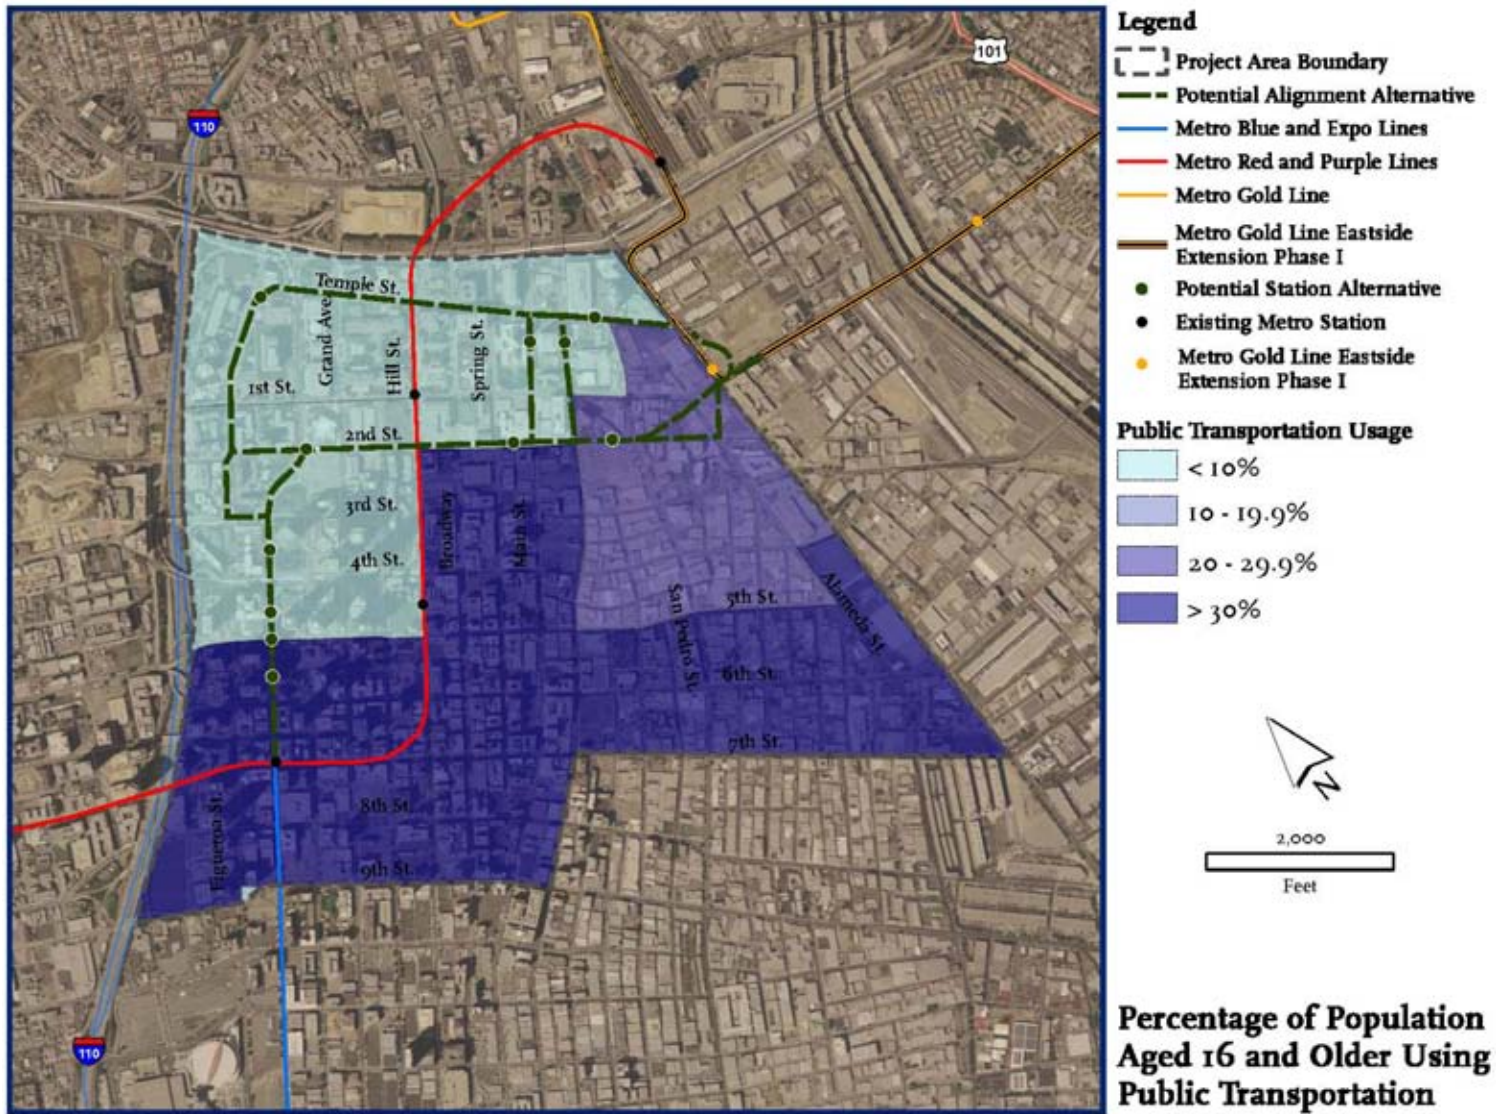 110
101
Temple St.
Grand Ave
Hill St.
Spring St.
1st St.
2nd St.
3rd St.
4th St.
Broadway
Main St.
5th St.
San Pedro St.
Alameda St.
6th St.
7th St.
8th St.
Figueroa St.
9th St.
110
Legend
Project Area Boundary
Potential Alignment Alternative
Metro Blue and Expo Lines
Metro Red and Purple Lines
Metro Gold Line
Metro Gold Line Eastside
Extension Phase I
Potential Station Alternative
Existing Metro Station
Metro Gold Line Eastside
Extension Phase I
Public Transportation Usage
< 10%
10 - 19.9%
20 - 29.9%
> 30%
N
2,000
Feet
Percentage of Population
Aged 16 and Older Using
Public Transportation